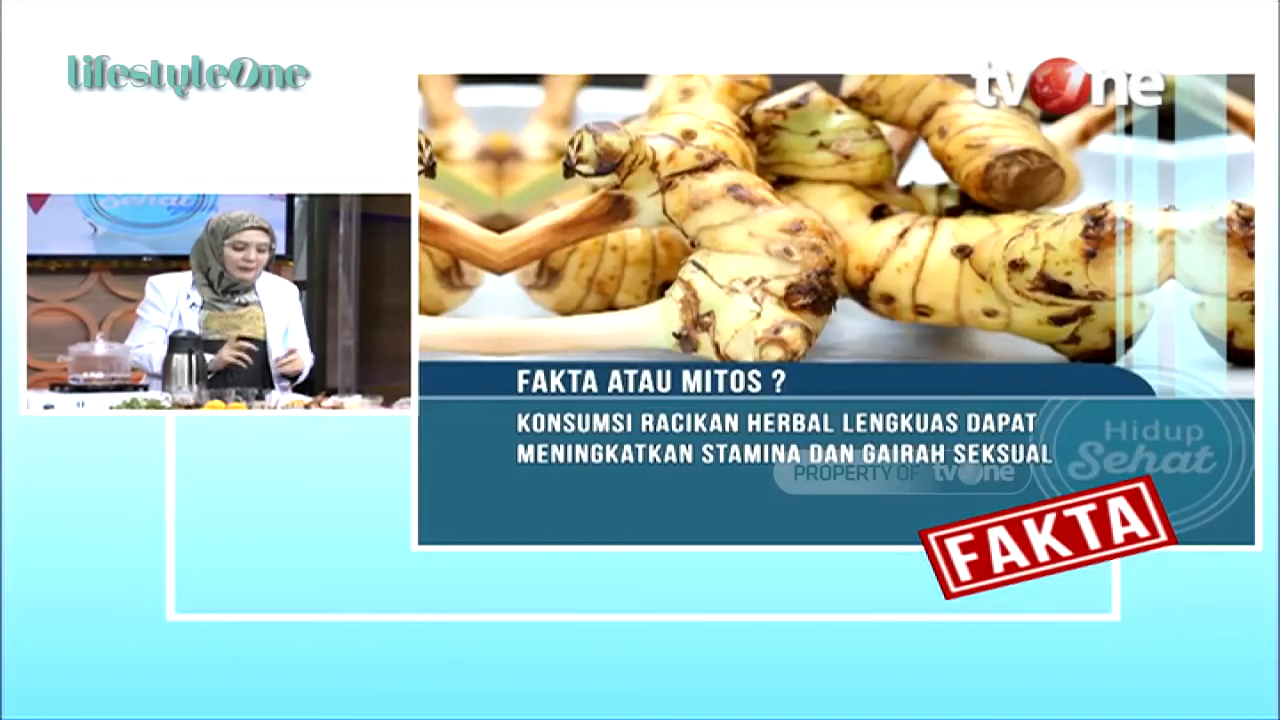 lifestyleOne
tvOne
FAKTA ATAU MITOS ?
KONSUMSI RACIKAN HERBAL LENGKUAS DAPAT
MENINGKATKAN STAMINA DAN GAIRAH SEKSUAL
Hidup
Sehat
PROPERTY OF tvOne
FAKTA